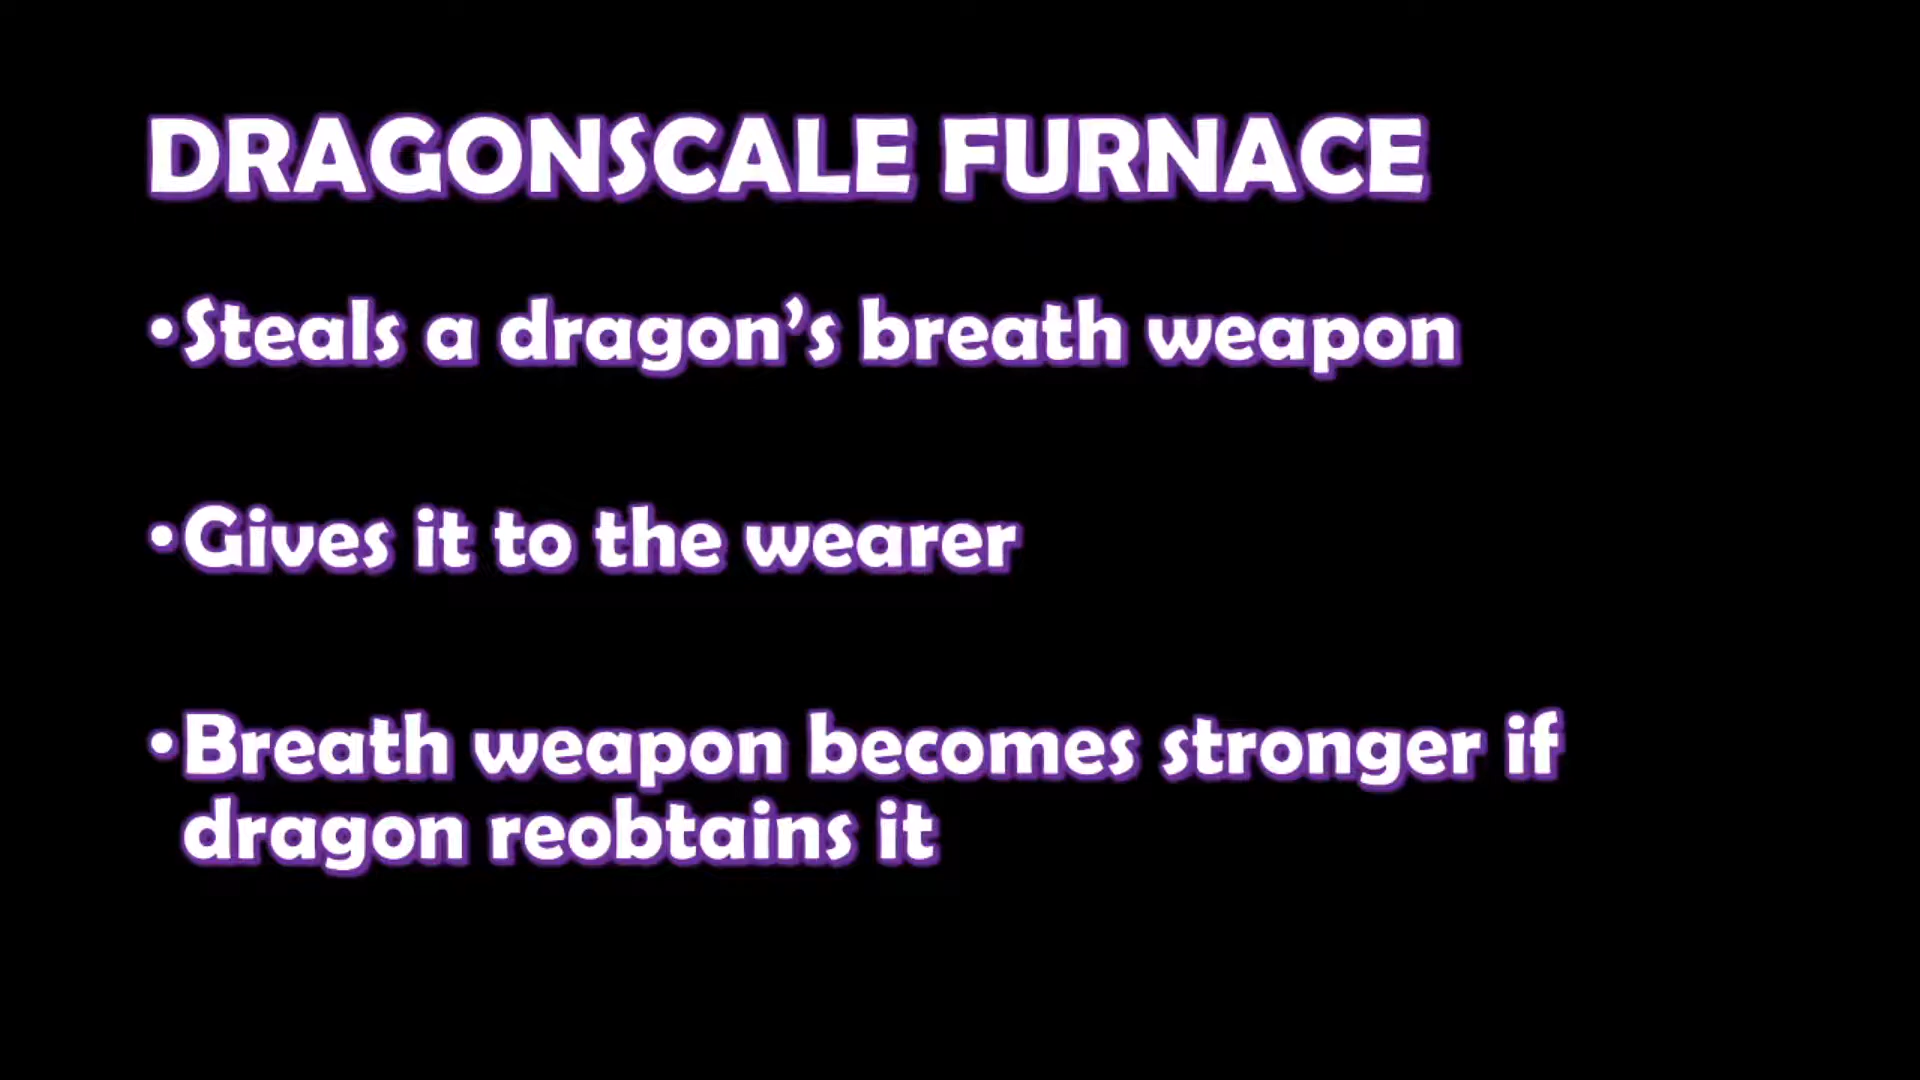 DRAGONSCALE FURNACE
•Steals a dragon’s breath weapon
•Gives it to the wearer
•Breath weapon becomes stronger if
dragon reobtains it